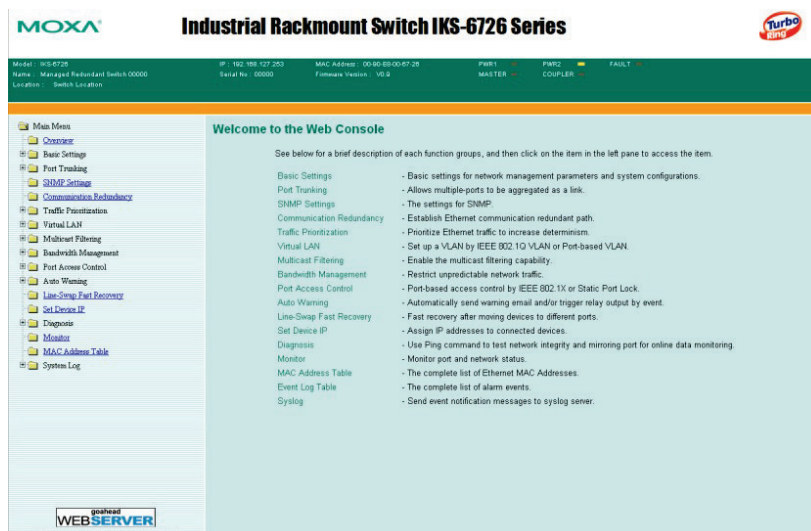 MOXA
Industrial Rackmount Switch IKS-6726 Series
Turbo Ring
Model : IKS-6726
Name : Managed Redundant Switch 00000
Location : Switch Location
IP : 192.168.127.253
Serial No : 00000
MAC Address : 00-90-E8-00-67-26
Firmware Version : V0.9
PWR1
PWR2
FAULT
MASTER
COUPLER
Main Menu
Overview
Basic Settings
Port Trunking
SNMP Settings
Communication Redundancy
Traffic Prioritization
Virtual LAN
Multicast Filtering
Bandwidth Management
Port Access Control
Auto Warning
Line-Swap Fast Recovery
Set Device IP
Diagnosis
Monitor
MAC Address Table
System Log
goahead
WEBSERVER
Welcome to the Web Console
See below for a brief description of each function groups, and then click on the item in the left pane to access the item.
Basic Settings - Basic settings for network management parameters and system configurations.
Port Trunking - Allows multiple-ports to be aggregated as a link.
SNMP Settings - The settings for SNMP.
Communication Redundancy - Establish Ethernet communication redundant path.
Traffic Prioritization - Prioritize Ethernet traffic to increase determinism.
Virtual LAN - Set up a VLAN by IEEE 802.1Q VLAN or Port-based VLAN.
Multicast Filtering - Enable the multicast filtering capability.
Bandwidth Management - Restrict unpredictable network traffic.
Port Access Control - Port-based access control by IEEE 802.1X or Static Port Lock.
Auto Warning - Automatically send warning email and/or trigger relay output by event.
Line-Swap Fast Recovery - Fast recovery after moving devices to different ports.
Set Device IP - Assign IP addresses to connected devices.
Diagnosis - Use Ping command to test network integrity and mirroring port for online data monitoring.
Monitor - Monitor port and network status.
MAC Address Table - The complete list of Ethernet MAC Addresses.
Event Log Table - The complete list of alarm events.
Syslog - Send event notification messages to syslog server.